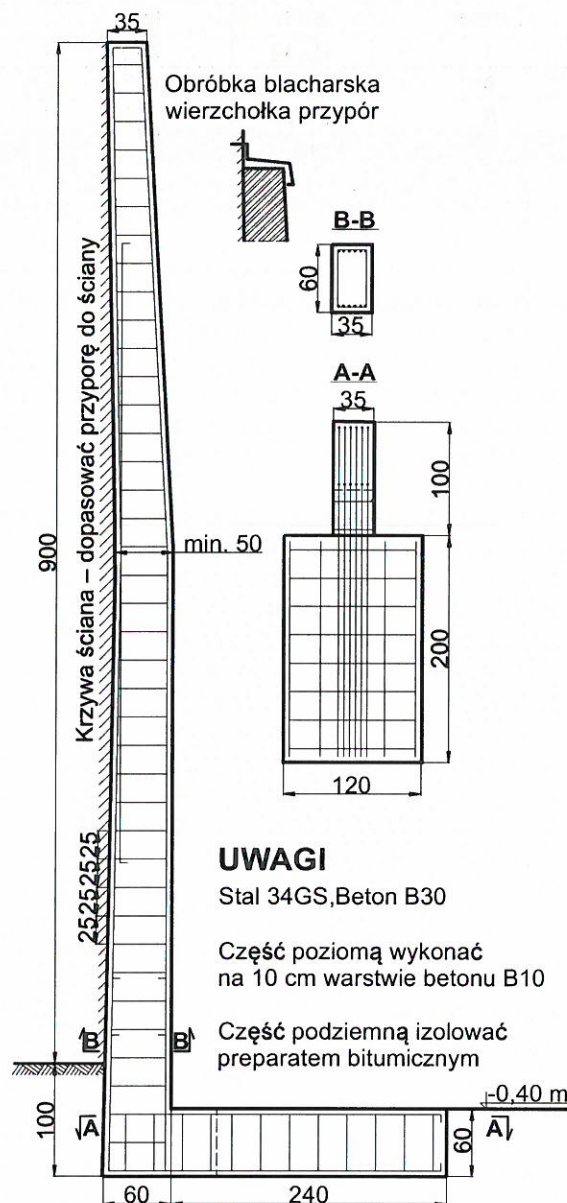 35
Obróbka blacharska
wierzchołka przypór
B-B
60
35
A-A
35
100
Krzywa ściana – dopasować przyporę do ściany
900
min. 50
200
120
25252525
UWAGI
Stal 34GS,Beton B30
Część poziomą wykonać
na 10 cm warstwie betonu B10
Część podziemną izolować
preparatem bitumicznym
B
B
-0,40 m
100
A
A
60
60
240